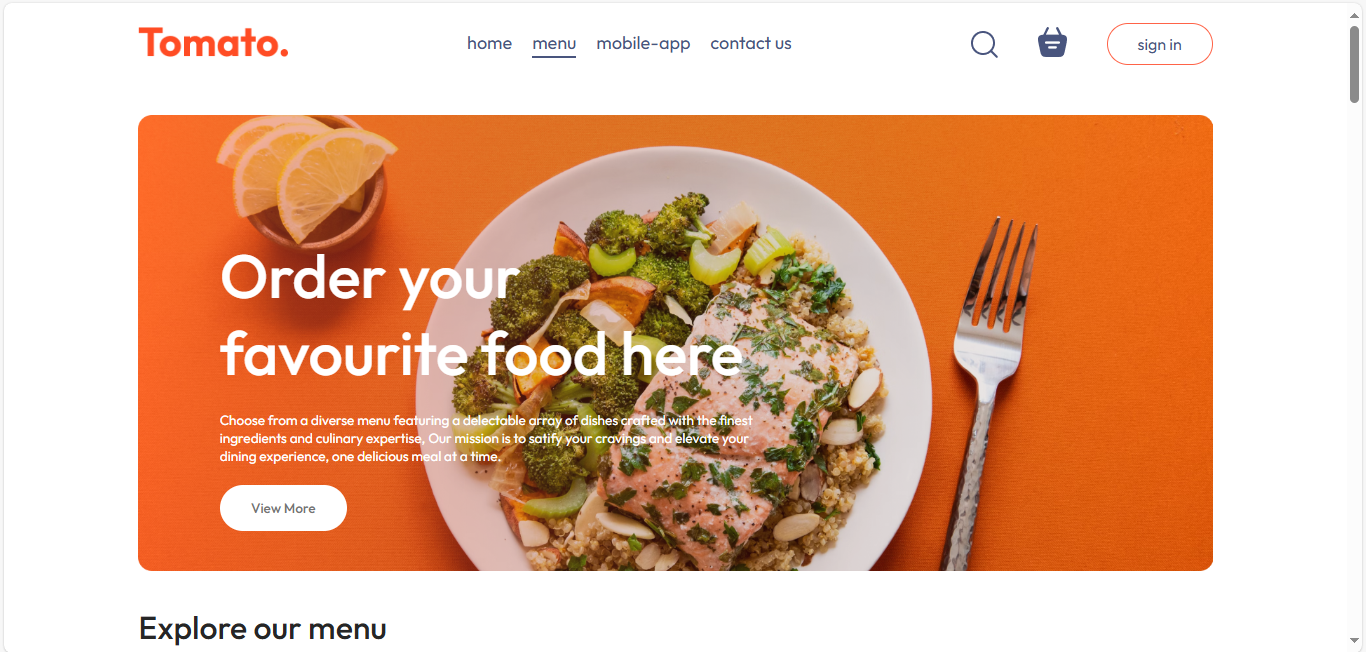 Tomato.
home menu mobile-app contact us
sign in
Order your
favourite food here
Choose from a diverse menu featuring a delectable array of dishes crafted with the finest
ingredients and culinary expertise, Our mission is to satify your cravings and elevate your
dining experience, one delicious meal at a time.
View More
Explore our menu